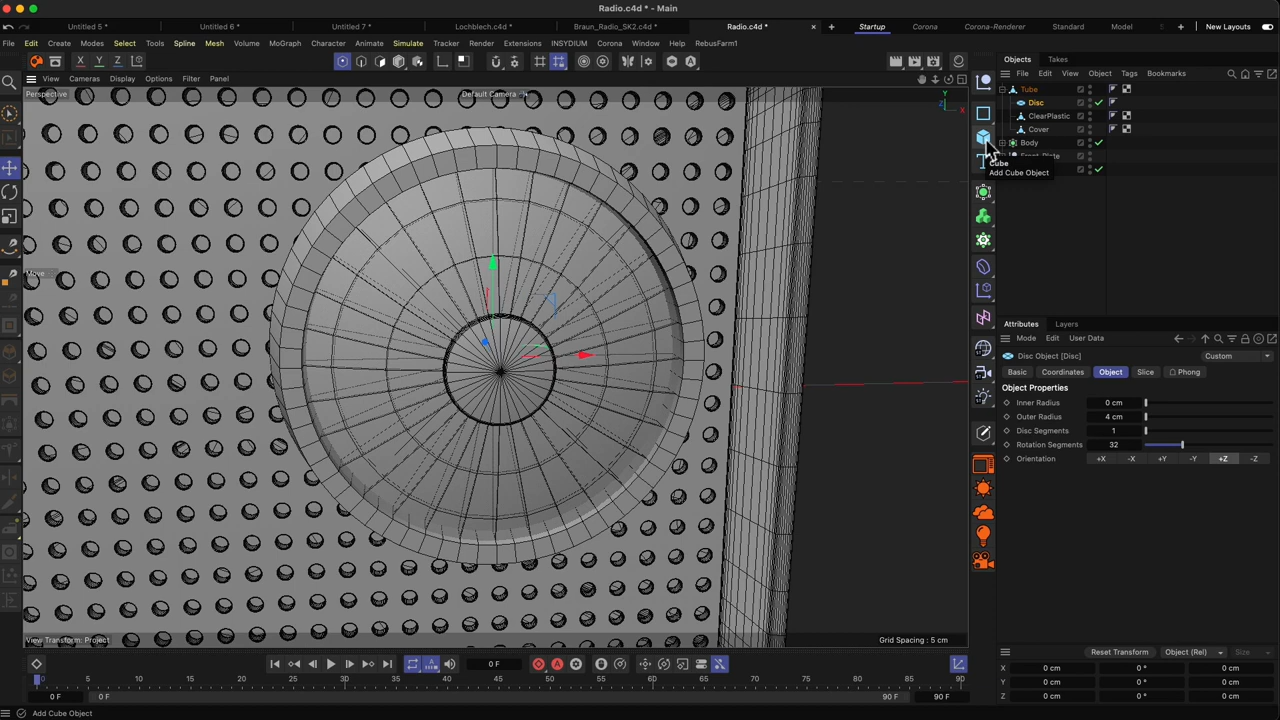 Radio.c4d * - Main
Untitled 5 * Untitled 6 * Untitled 7 * Lochblech.c4d * Braun_Radio_SK2.c4d * Radio.c4d * × + Startup Corona Corona-Renderer Standard Model + New Layouts
File Edit Create Modes Select Tools Spline Mesh Volume MoGraph Character Animate Simulate Tracker Render Extensions INSYDIUM Corona Window Help RebusFarm1 Objects Takes
X Y Z
File Edit View Object Tags Bookmarks
View Cameras Display Options Filter Panel
Perspective Default Camera
Y
Z X
Tube
Disc
ClearPlastic
Cover
Body
Cube
Add Cube Object
Move
Attributes Layers
Mode Edit User Data
Disc Object [Disc] Custom
Basic Coordinates Object Slice Phong
Object Properties
Inner Radius 0 cm
Outer Radius 4 cm
Disc Segments 1
Rotation Segments 32
Orientation +X -X +Y -Y +Z -Z
View Transform: Project Grid Spacing : 5 cm
Reset Transform Object (Rel) Size
0 F
X 0 cm 0 ° 0 cm
Y 0 cm 0 ° 0 cm
Z 0 cm 0 ° 0 cm
0 5 10 15 20 25 30 35 40 45 50 55 60 65 70 75 80 85 90
0 F 0 F 90 F 90 F
Add Cube Object